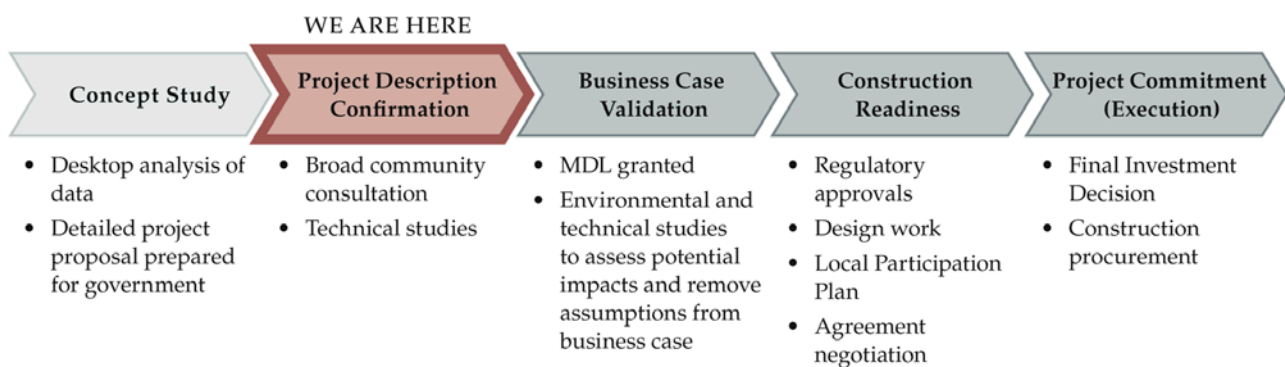 WE ARE HERE
Concept Study
Project Description
Confirmation
Business Case
Validation
Construction
Readiness
Project Commitment
(Execution)
• Desktop analysis of
data
• Detailed project
proposal prepared
for government
• Broad community
consultation
• Technical studies
• MDL granted
• Environmental and
technical studies
to assess potential
impacts and remove
assumptions from
business case
• Regulatory
approvals
• Design work
• Local Participation
Plan
• Agreement
negotiation
• Final Investment
Decision
• Construction
procurement